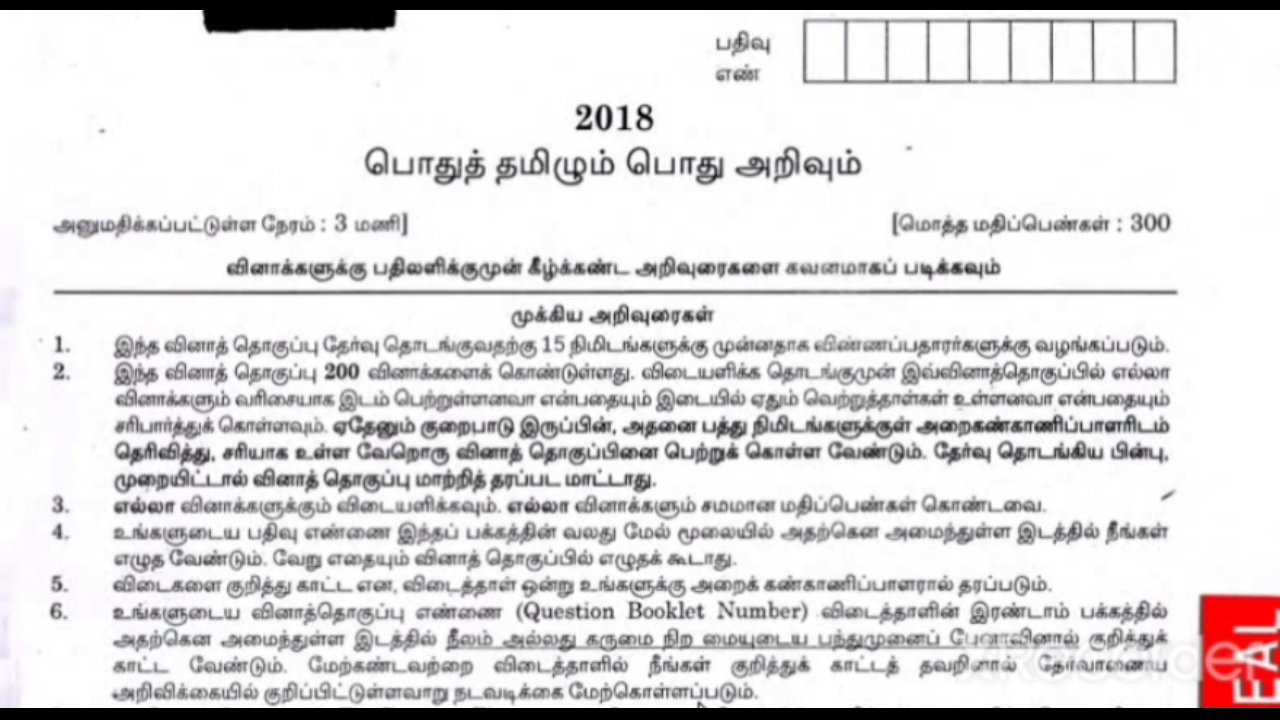 பதிவு
எண்
2018
பொதுத் தமிழும் பொது அறிவும்
அனுமதிக்கப்பட்டுள்ள நேரம் : 3 மணி]
[மொத்த மதிப்பெண்கள் : 300
வினாக்களுக்கு பதிலளிக்குமுன் கீழ்க்கண்ட அறிவுரைகளை கவனமாகப் படிக்கவும்
முக்கிய அறிவுரைகள்
1. இந்த வினாத் தொகுப்பு தேர்வு தொடங்குவதற்கு 15 நிமிடங்களுக்கு முன்னதாக விண்ணப்பதாரர்களுக்கு வழங்கப்படும்.
2. இந்த வினாத் தொகுப்பு 200 வினாக்களைக் கொண்டுள்ளது. விடையளிக்க தொடங்குமுன் இவ்வினாத்தொகுப்பில் எல்லா
வினாக்களும் வரிசையாக இடம் பெற்றுள்ளனவா என்பதையும் இடையில் ஏதும் வெற்றுத்தாள்கள் உள்ளனவா என்பதையும்
சரிபார்த்துக் கொள்ளவும். ஏதேனும் குறைபாடு இருப்பின், அதனை பத்து நிமிடங்களுக்குள் அறைகண்காணிப்பாளரிடம்
தெரிவித்து, சரியாக உள்ள வேறொரு வினாத் தொகுப்பினை பெற்றுக் கொள்ள வேண்டும். தேர்வு தொடங்கிய பின்பு,
முறையிட்டால் வினாத் தொகுப்பு மாற்றித் தரப்பட மாட்டாது.
3. எல்லா வினாக்களுக்கும் விடையளிக்கவும். எல்லா வினாக்களும் சமமான மதிப்பெண்கள் கொண்டவை.
4. உங்களுடைய பதிவு எண்ணை இந்தப் பக்கத்தின் வலது மேல் மூலையில் அதற்கென அமைந்துள்ள இடத்தில் நீங்கள்
எழுத வேண்டும். வேறு எதையும் வினாத் தொகுப்பில் எழுதக் கூடாது.
5. விடைகளை குறித்து காட்ட என, விடைத்தாள் ஒன்று உங்களுக்கு அறைக் கண்காணிப்பாளரால் தரப்படும்.
6. உங்களுடைய வினாத்தொகுப்பு எண்ணை (Question Booklet Number) விடைத்தாளின் இரண்டாம் பக்கத்தில்
அதற்கென அமைந்துள்ள இடத்தில் நீலம் அல்லது கருமை நிற மையுடைய பந்துமுனைப் பேனாவினால் குறித்துக்
காட்ட வேண்டும். மேற்கண்டவற்றை விடைத்தாளில் நீங்கள் குறித்துக் காட்டத் தவறினால் தேர்வாணைய
அறிவிக்கையில் குறிப்பிட்டுள்ளவாறு நடவடிக்கை மேற்கொள்ளப்படும்.
EAL